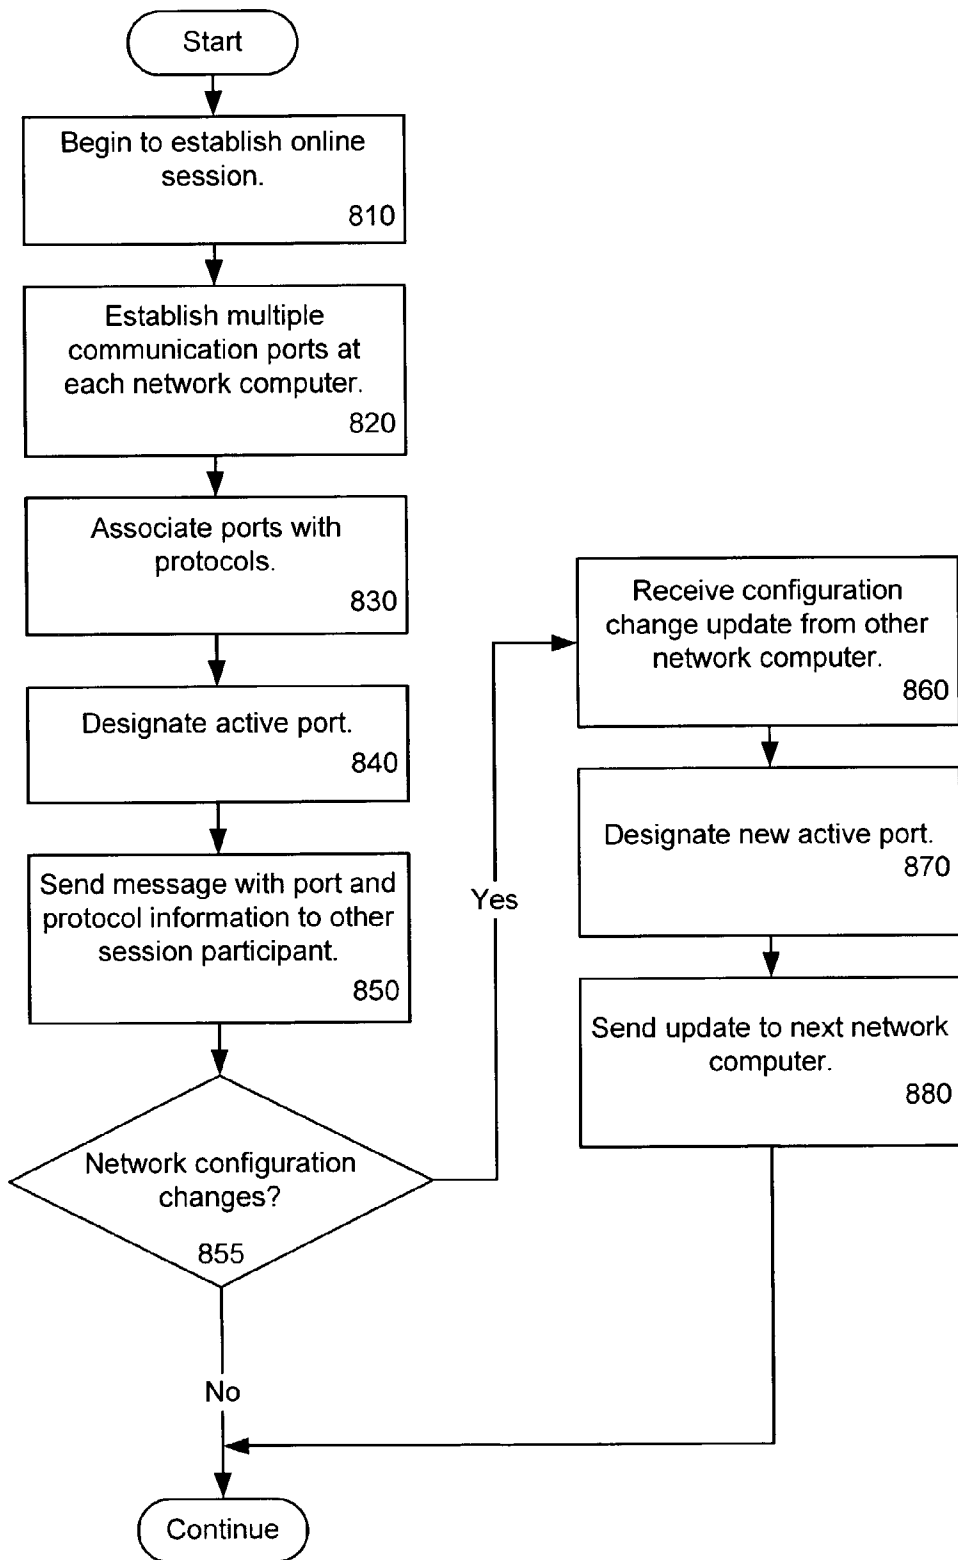 Start
Begin to establish online
session.
810
Establish multiple
communication ports at
each network computer.
820
Associate ports with
protocols.
830
Designate active port.
840
Send message with port and
protocol information to other
session participant.
850
Network configuration
changes?
855
Yes
No
Receive configuration
change update from other
network computer.
860
Designate new active port.
870
Send update to next network
computer.
880
Continue